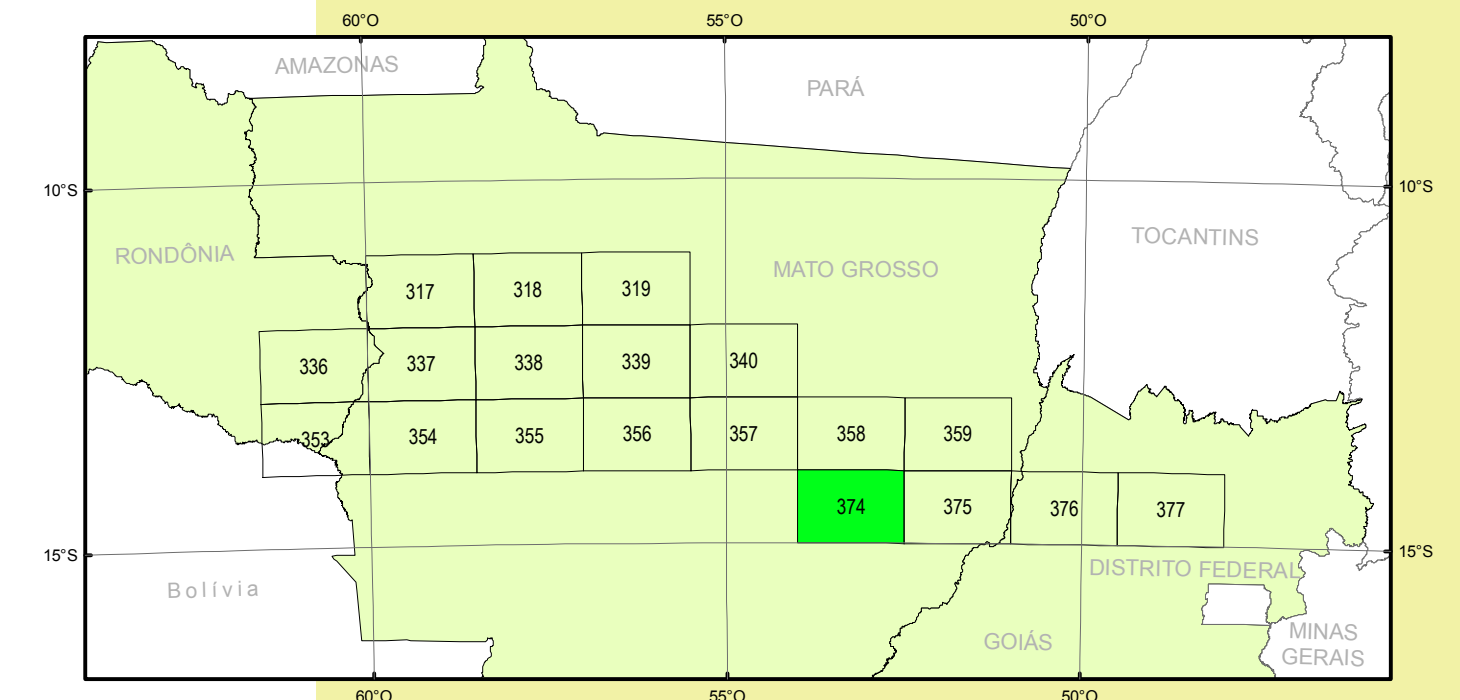 60°O 55°O 50°O
AMAZONAS
PARÁ
10°S 10°S
TOCANTINS
RONDÔNIA
MATO GROSSO
317 318 319
336 337 338 339 340
353 354 355 356 357 358 359
374 375 376 377
15°S 15°S
DISTRITO FEDERAL
Bolívia
MINAS
GOIÁS
GERAIS
60°O 55°O 50°O